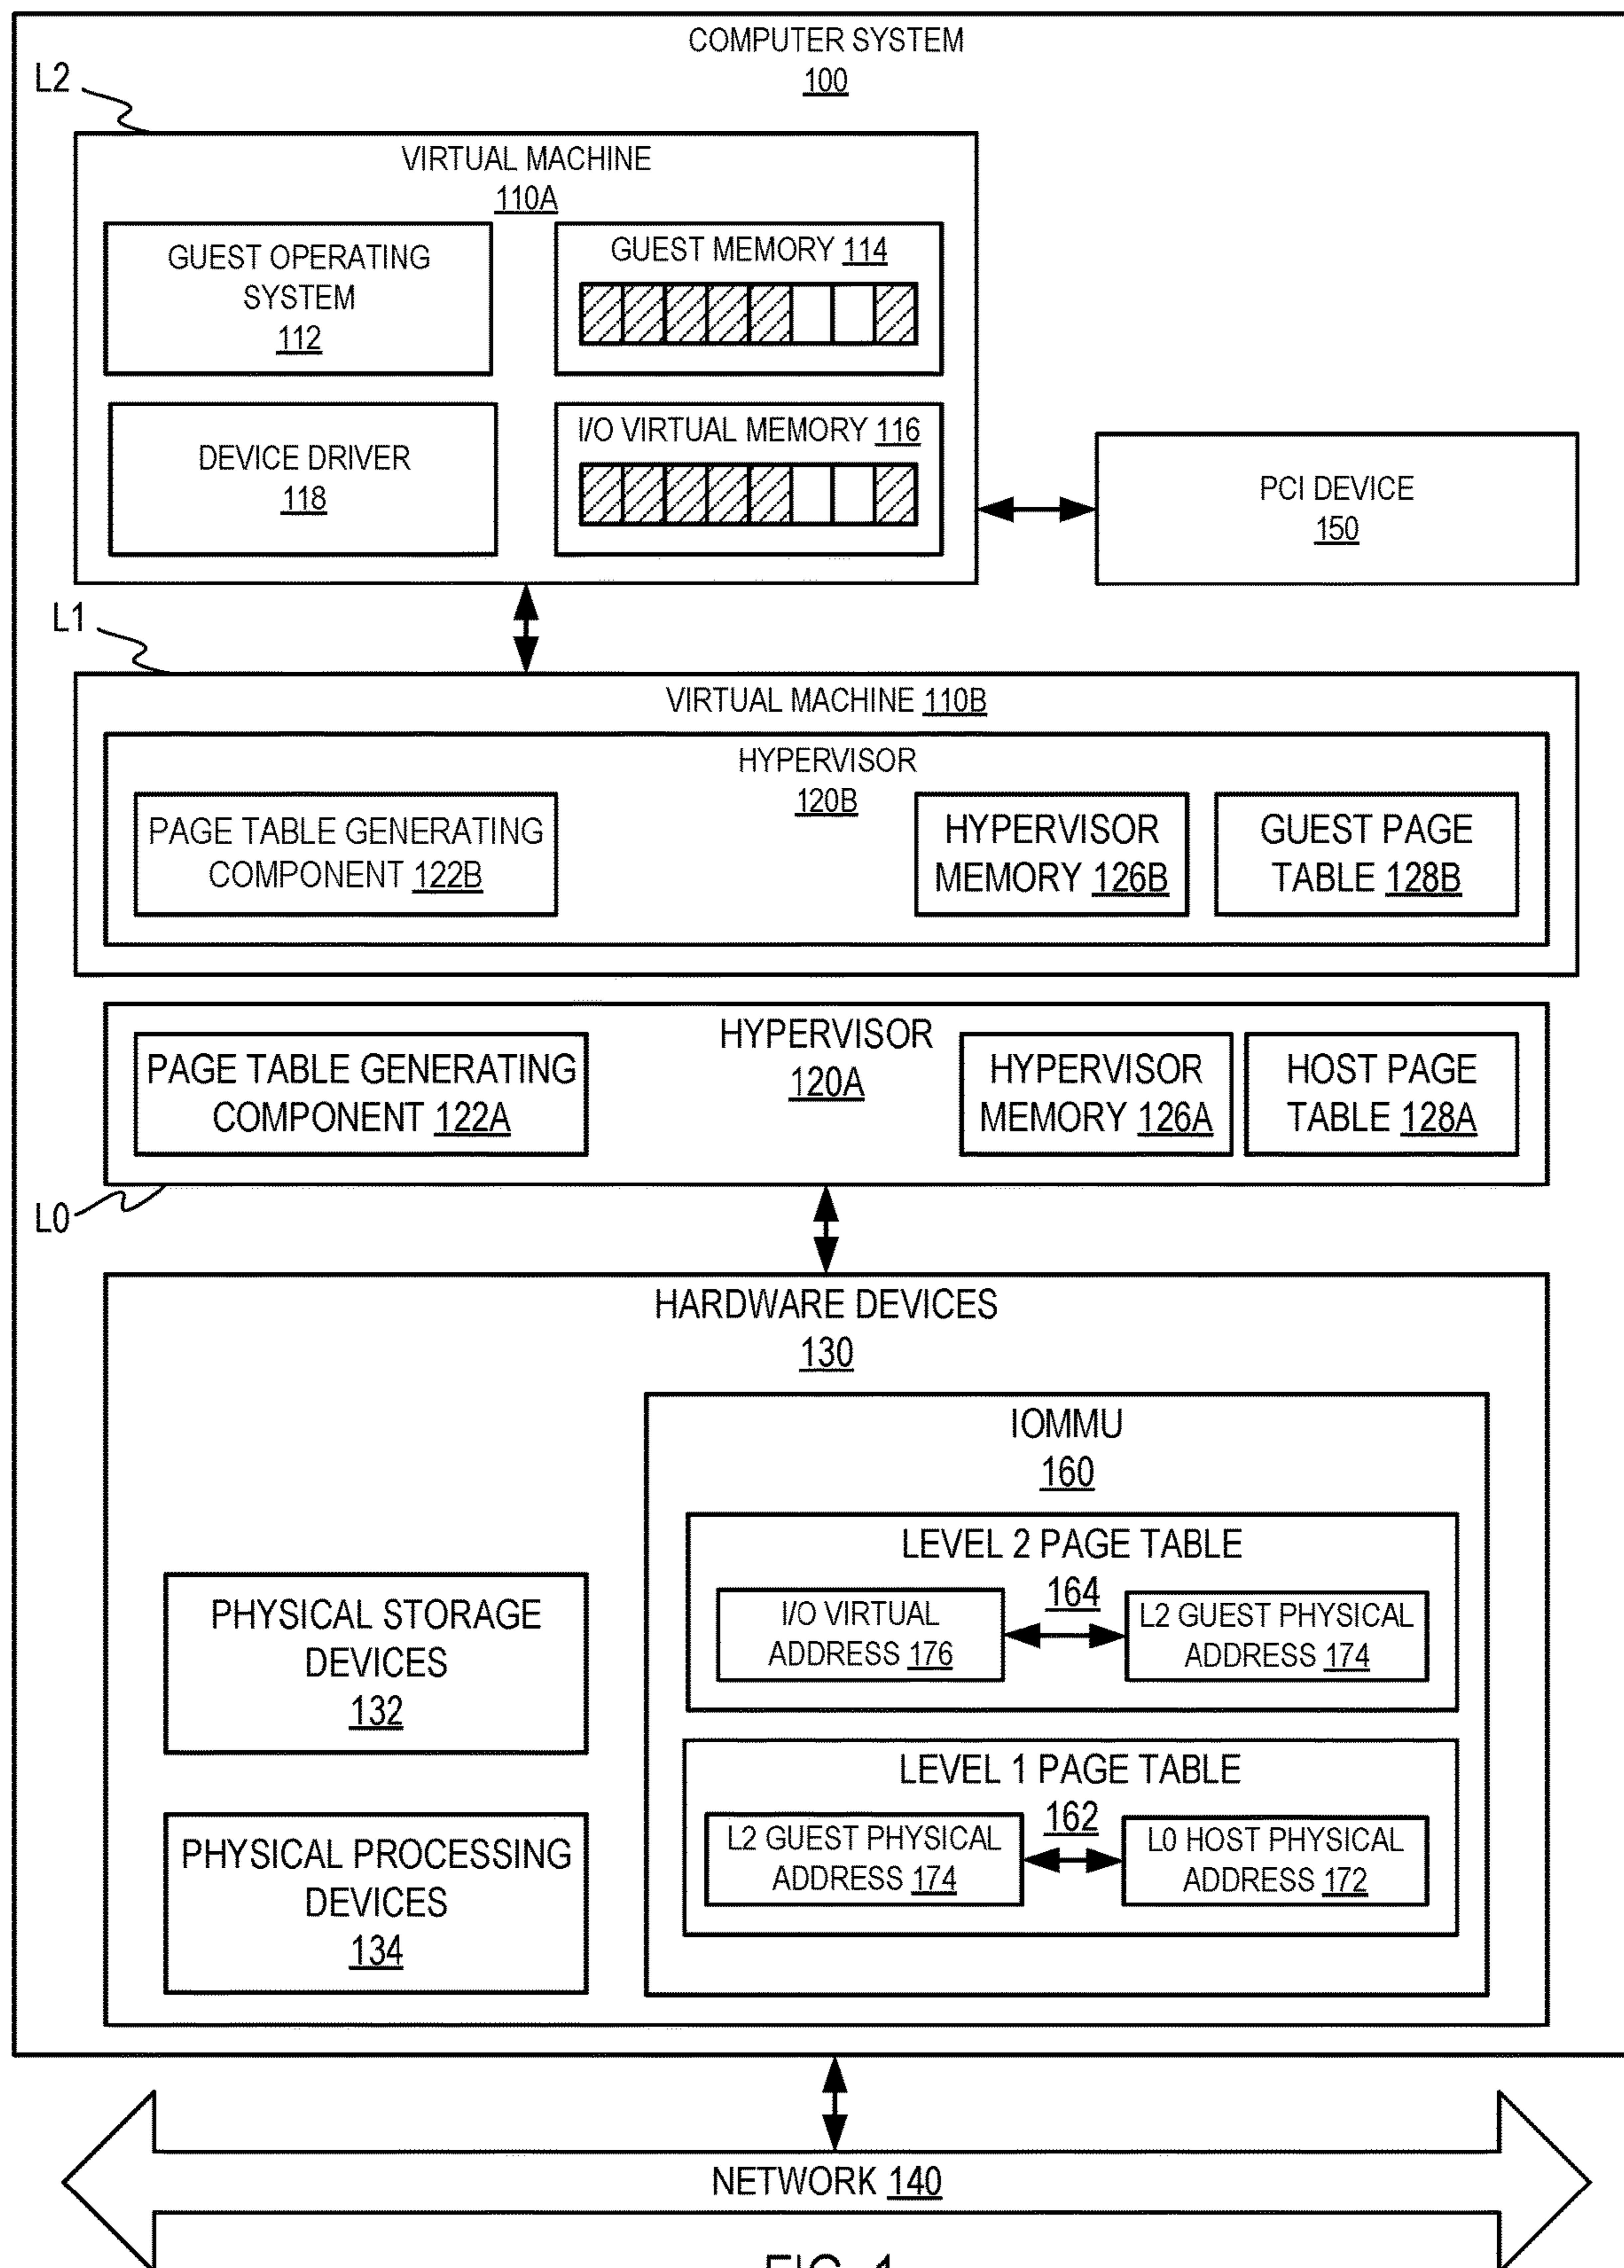 COMPUTER SYSTEM
100
L2
VIRTUAL MACHINE
110A
GUEST OPERATING
SYSTEM
112
GUEST MEMORY 114
DEVICE DRIVER
118
I/O VIRTUAL MEMORY 116
PCI DEVICE
150
L1
VIRTUAL MACHINE 110B
HYPERVISOR
120B
PAGE TABLE GENERATING
COMPONENT 122B
HYPERVISOR
MEMORY 126B
GUEST PAGE
TABLE 128B
HYPERVISOR
120A
PAGE TABLE GENERATING
COMPONENT 122A
HYPERVISOR
MEMORY 126A
HOST PAGE
TABLE 128A
L0
HARDWARE DEVICES
130
IOMMU
160
LEVEL 2 PAGE TABLE
164
I/O VIRTUAL
ADDRESS 176
L2 GUEST PHYSICAL
ADDRESS 174
PHYSICAL STORAGE
DEVICES
132
LEVEL 1 PAGE TABLE
162
L2 GUEST PHYSICAL
ADDRESS 174
L0 HOST PHYSICAL
ADDRESS 172
PHYSICAL PROCESSING
DEVICES
134
NETWORK 140
FIG. 1